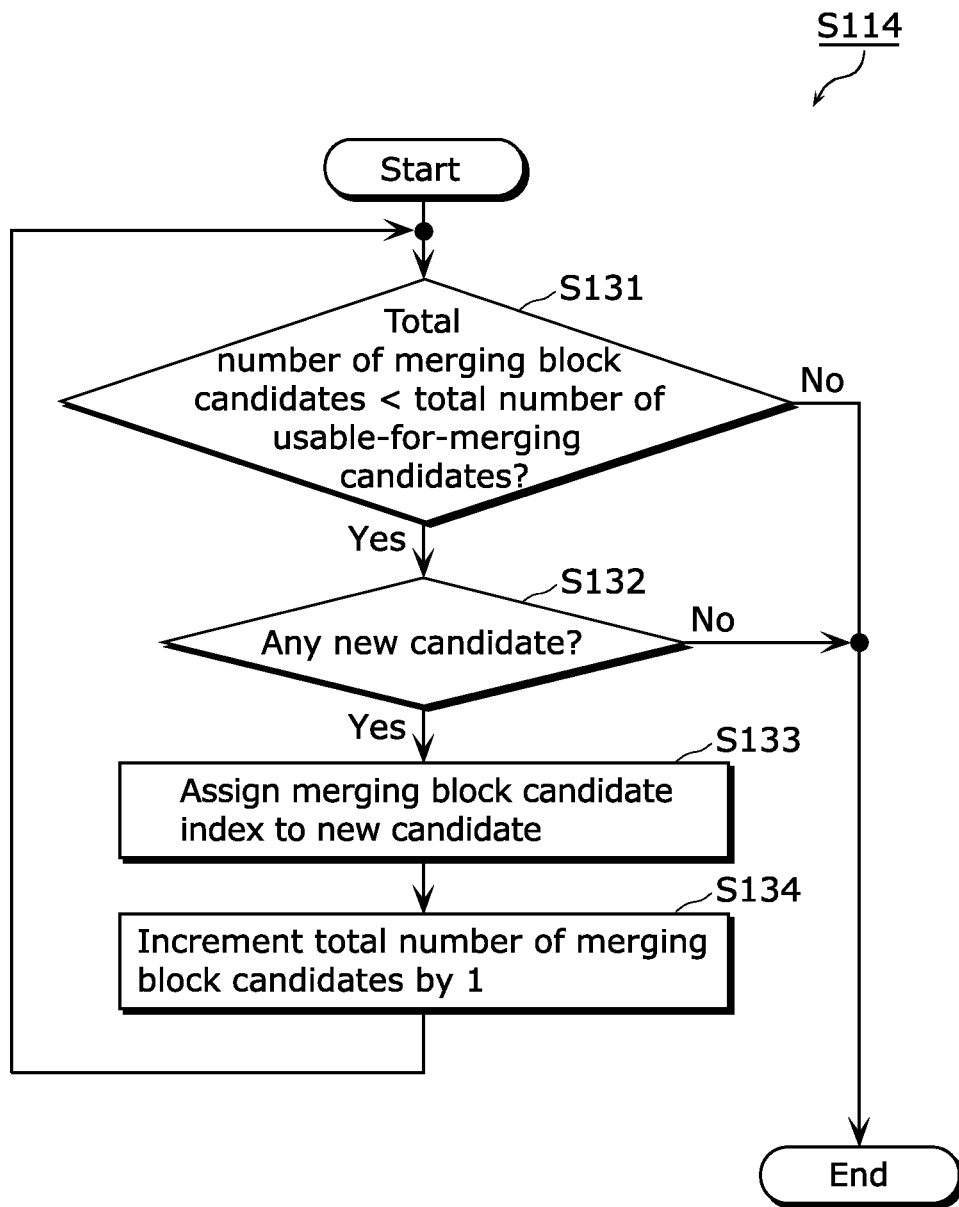 S114
Start
S131
Total
number of merging block
candidates < total number of
usable-for-merging
candidates?
No
Yes
S132
Any new candidate?
No
Yes
S133
Assign merging block candidate
index to new candidate
S134
Increment total number of merging
block candidates by 1
End